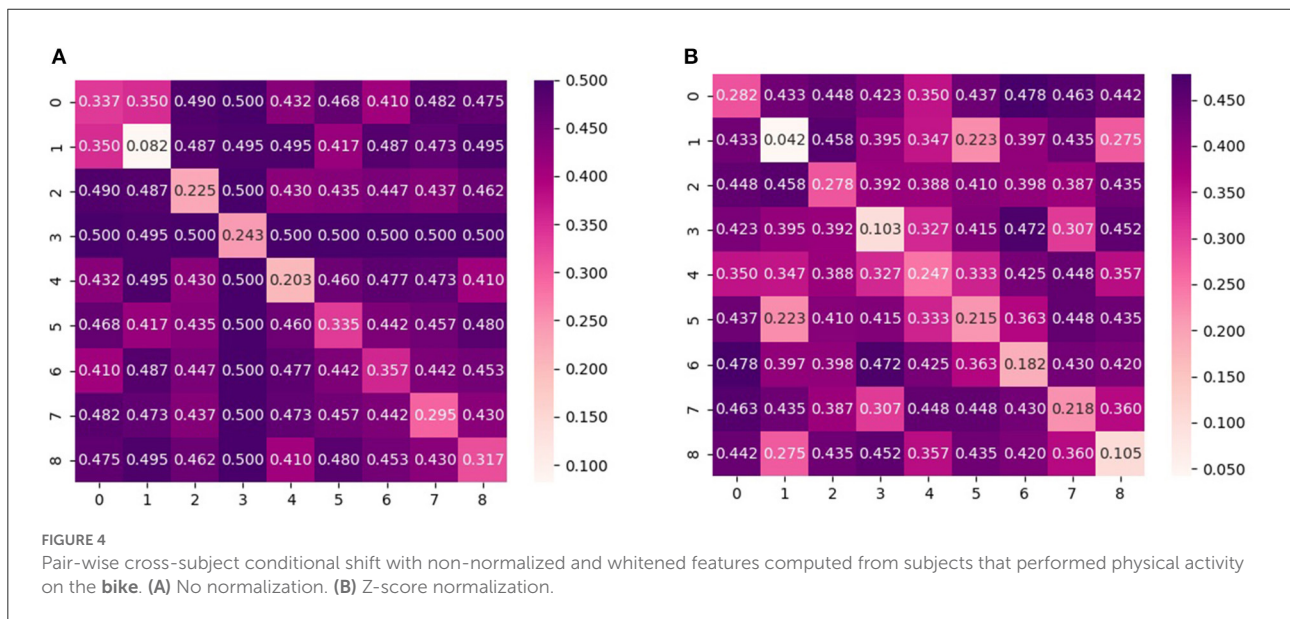 A
B
0 0.337 0.350 0.490 0.500 0.432 0.468 0.410 0.482 0.475
1 0.350 0.082 0.487 0.495 0.495 0.417 0.487 0.473 0.495
2 0.490 0.487 0.225 0.500 0.430 0.435 0.447 0.437 0.462
3 0.500 0.495 0.500 0.243 0.500 0.500 0.500 0.500 0.500
4 0.432 0.495 0.430 0.500 0.203 0.460 0.477 0.473 0.410
5 0.468 0.417 0.435 0.500 0.460 0.335 0.442 0.457 0.480
6 0.410 0.487 0.447 0.500 0.477 0.442 0.357 0.442 0.453
7 0.482 0.473 0.437 0.500 0.473 0.457 0.442 0.295 0.430
8 0.475 0.495 0.462 0.500 0.410 0.480 0.453 0.430 0.317
0 1 2 3 4 5 6 7 8
0.500
0.450
0.400
0.350
0.300
0.250
0.200
0.150
0.100
0 0.282 0.433 0.448 0.423 0.350 0.437 0.478 0.463 0.442
1 0.433 0.042 0.458 0.395 0.347 0.223 0.397 0.435 0.275
2 0.448 0.458 0.278 0.392 0.388 0.410 0.398 0.387 0.435
3 0.423 0.395 0.392 0.103 0.327 0.415 0.472 0.307 0.452
4 0.350 0.347 0.388 0.327 0.247 0.333 0.425 0.448 0.357
5 0.437 0.223 0.410 0.415 0.333 0.215 0.363 0.448 0.435
6 0.478 0.397 0.398 0.472 0.425 0.363 0.182 0.430 0.420
7 0.463 0.435 0.387 0.307 0.448 0.448 0.430 0.218 0.360
8 0.442 0.275 0.435 0.452 0.357 0.435 0.420 0.360 0.105
0 1 2 3 4 5 6 7 8
0.450
0.400
0.350
0.300
0.250
0.200
0.150
0.100
0.050
FIGURE 4
Pair-wise cross-subject conditional shift with non-normalized and whitened features computed from subjects that performed physical activity
on the bike. (A) No normalization. (B) Z-score normalization.